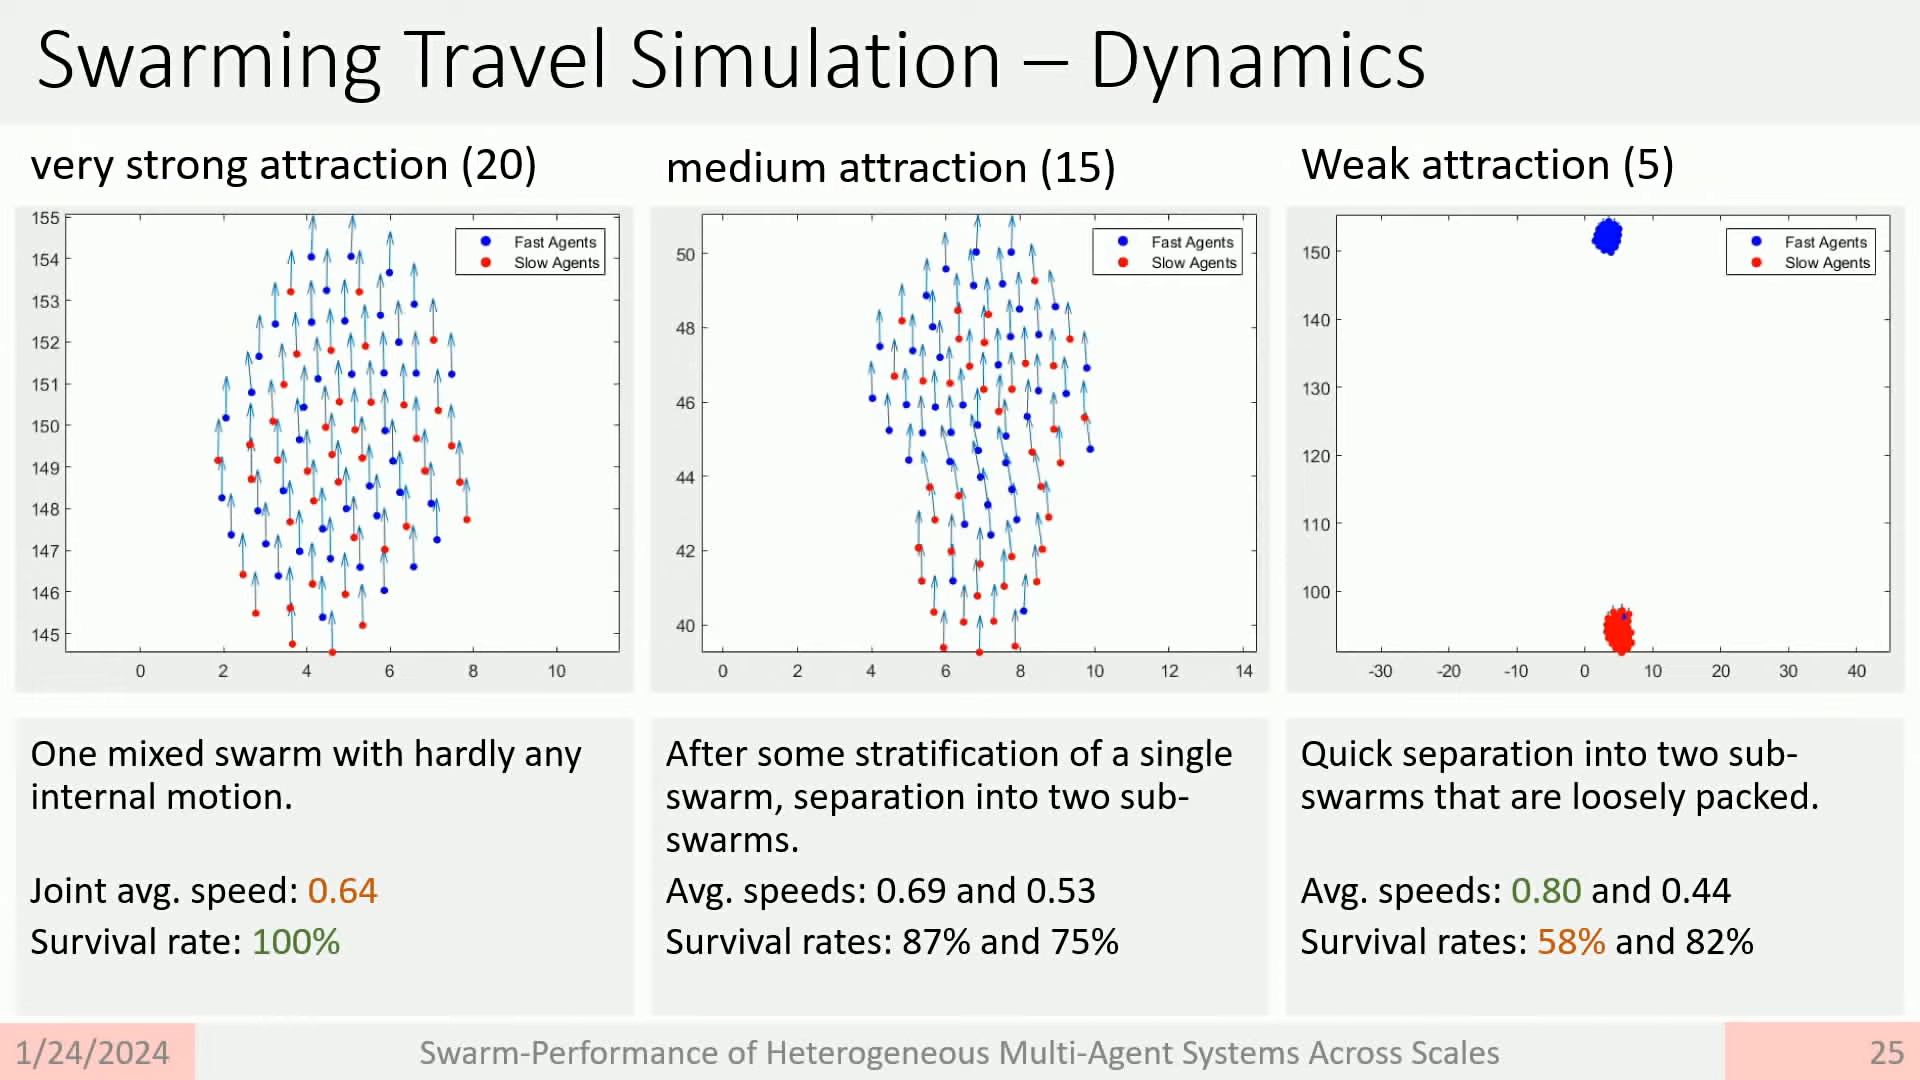 Swarming Travel Simulation – Dynamics
very strong attraction (20)
155
154
153
152
151
150
149
148
147
146
145
0
2
4
6
8
10
Fast Agents
Slow Agents
One mixed swarm with hardly any
internal motion.
Joint avg. speed: 0.64
Survival rate: 100%
medium attraction (15)
50
48
46
44
42
40
0
2
4
6
8
10
12
14
Fast Agents
Slow Agents
After some stratification of a single
swarm, separation into two sub-
swarms.
Avg. speeds: 0.69 and 0.53
Survival rates: 87% and 75%
Weak attraction (5)
150
140
130
120
110
100
-30
-20
-10
0
10
20
30
40
Fast Agents
Slow Agents
Quick separation into two sub-
swarms that are loosely packed.
Avg. speeds: 0.80 and 0.44
Survival rates: 58% and 82%
1/24/2024
Swarm-Performance of Heterogeneous Multi-Agent Systems Across Scales
25